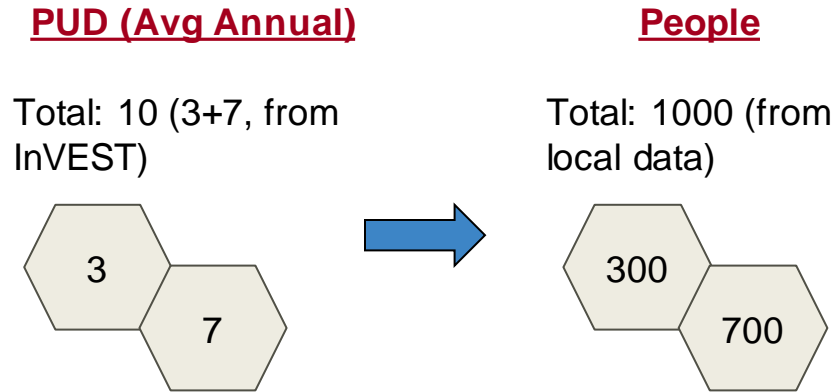 PUD (Avg Annual)
People
Total: 10 (3+7, from
InVEST)
Total: 1000 (from
local data)
3
7
300
700